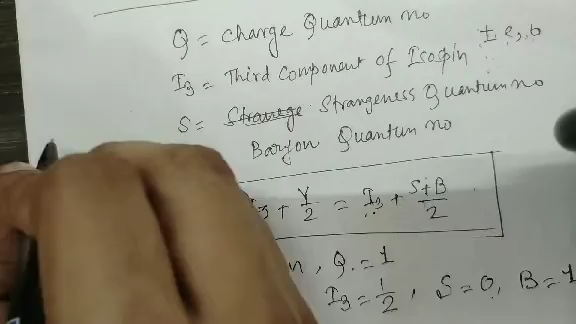 Q = Charge Quantum no
I₃ = Third Component of Isospin ± e, 0
S = Strangeness Quantum no
Baryon Quantum no
I₃ + Y/2 = I₃ + S+B/2
, Q = 1
I₃ = 1/2, S = 0, B = 1